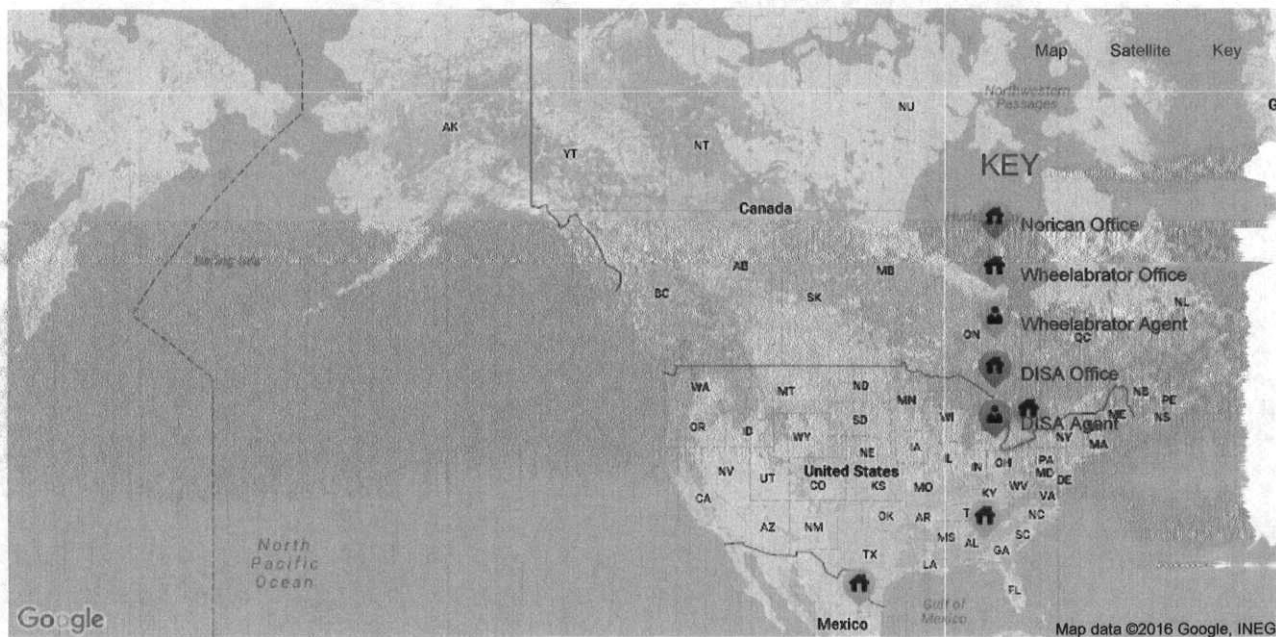 Map Satellite Key
Northwestern
Passages
G
NU
AK
NT
YT
KEY
Canada
Norican Office
Bering Sea
AB
MB
Wheelabrator Office
BC
SK
NL
Wheelabrator Agent
ON
QC
DISA Office
WA
MT
ND
MN
NB
PE
DISA Agent
ME
NS
OR
ID
SD
WI
NY
MA
WY
NE
IA
IL
IN
OH
PA
MD
United States
NV
UT
CO
KS
MO
KY
WV
DE
CA
VA
AZ
NM
OK
AR
T
NC
MS
AL
SC
GA
North
Pacific
Ocean
TX
LA
FL
Gulf of
Mexico
Google
Mexico
Map data ©2016 Google, INEG